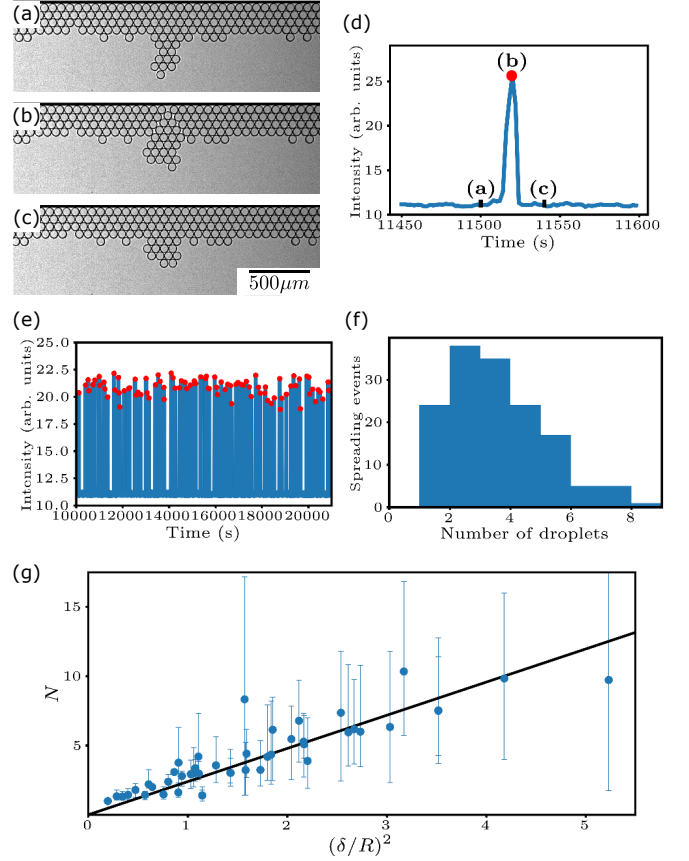 (a)
(b)
(c)
500μm
(d)
Intensity (arb. units)
25
20
15
10
(b)
(a)
(c)
11450 11500 11550 11600
Time (s)
(e)
Intensity (arb. units)
25.0
22.5
20.0
17.5
15.0
12.5
10.0
10000 12000 14000 16000 18000 20000
Time (s)
(f)
Spreading events
30
20
10
0
0 2 4 6 8
Number of droplets
(g)
N
15
10
5
0 1 2 3 4 5
(δ/R)²